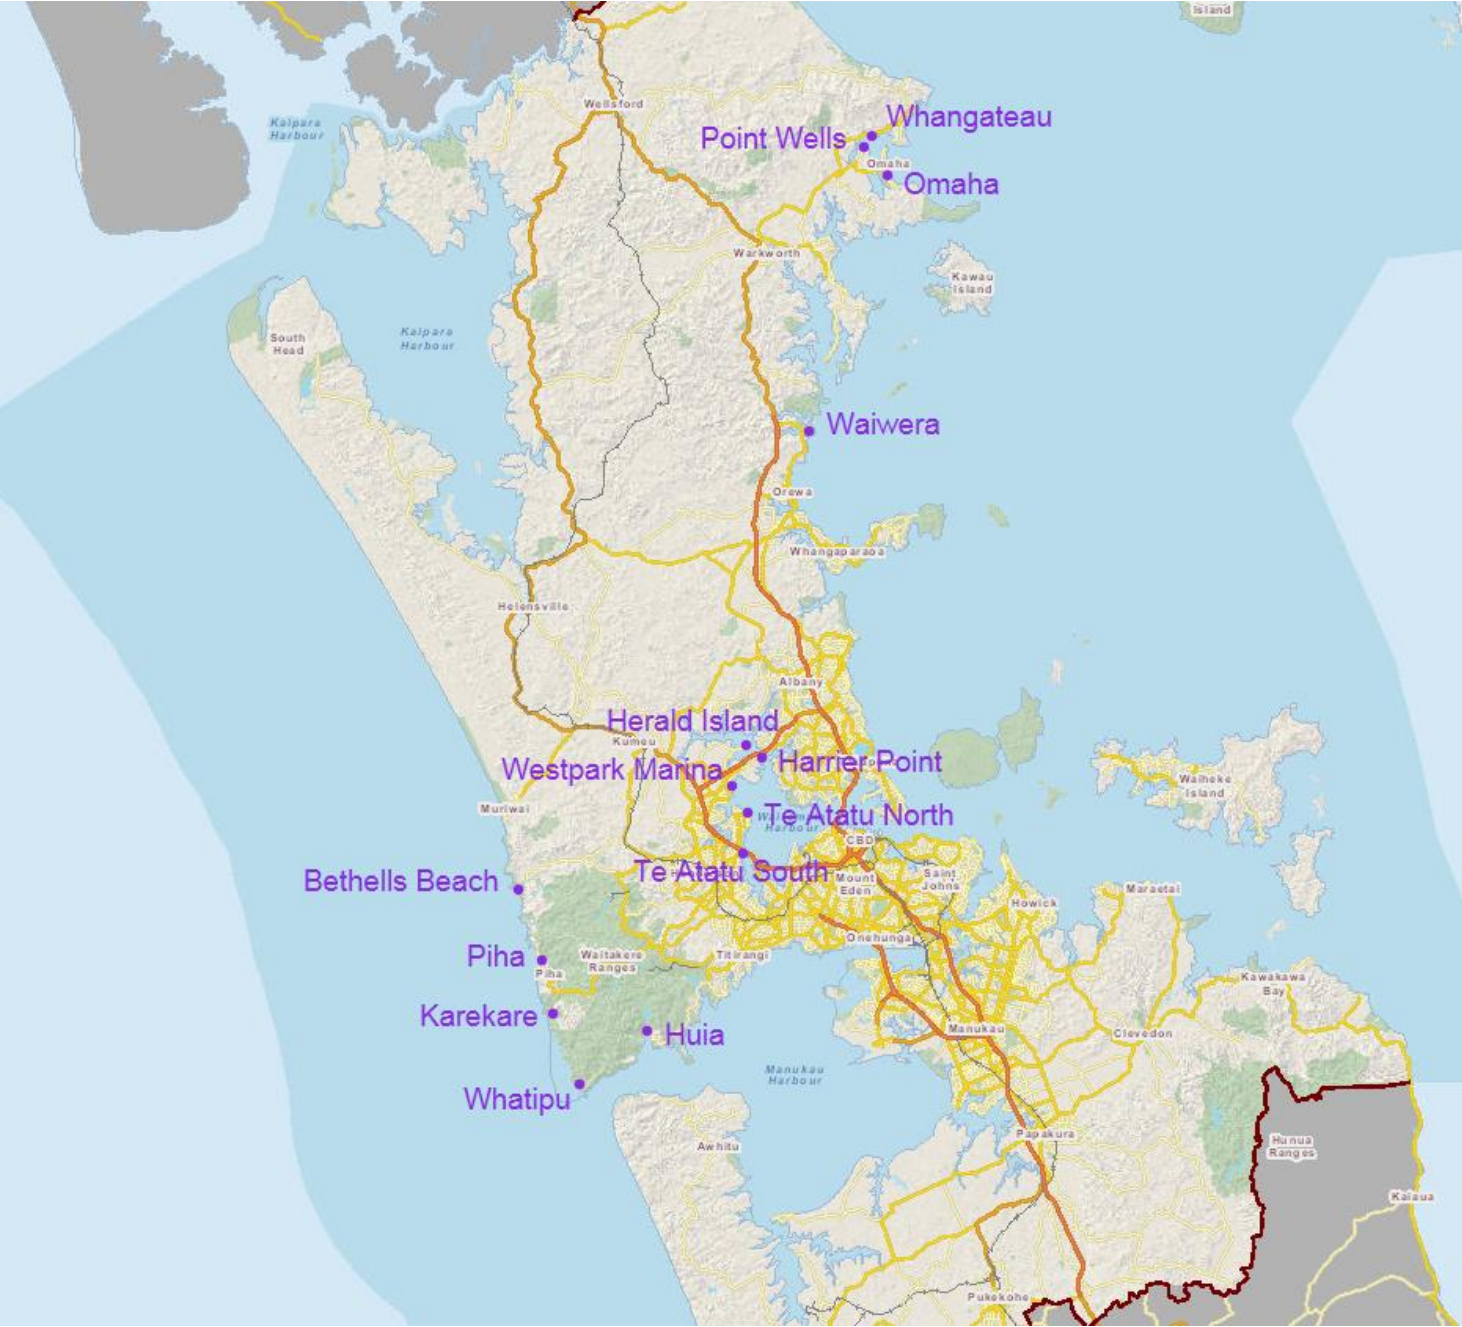 Island
Wellsford
Kaipara
Harbour
Whangateau
Point Wells
Omaha
Omaha
Warkworth
Kawau
Island
Kaipara
Harbour
South
Head
Waiwera
Orewa
Whangaparaoa
Helensville
Albany
Herald Island
Kumeu
Harrier Point
Westpark Marina
Waiheke
Island
Muriwai
Te Atatu North
Harbour
CBD
Te Atatu South
Mount
Eden
Saint
Johns
Bethells Beach
Maraetai
Howick
Onehunga
Piha
Waitakere
Ranges
Titirangi
Piha
Kawakawa
Bay
Karekare
Huia
Manukau
Clevedon
Manukau
Harbour
Whatipu
Papakura
Awhitu
Hunua
Ranges
Kaiaua
Pukekohe